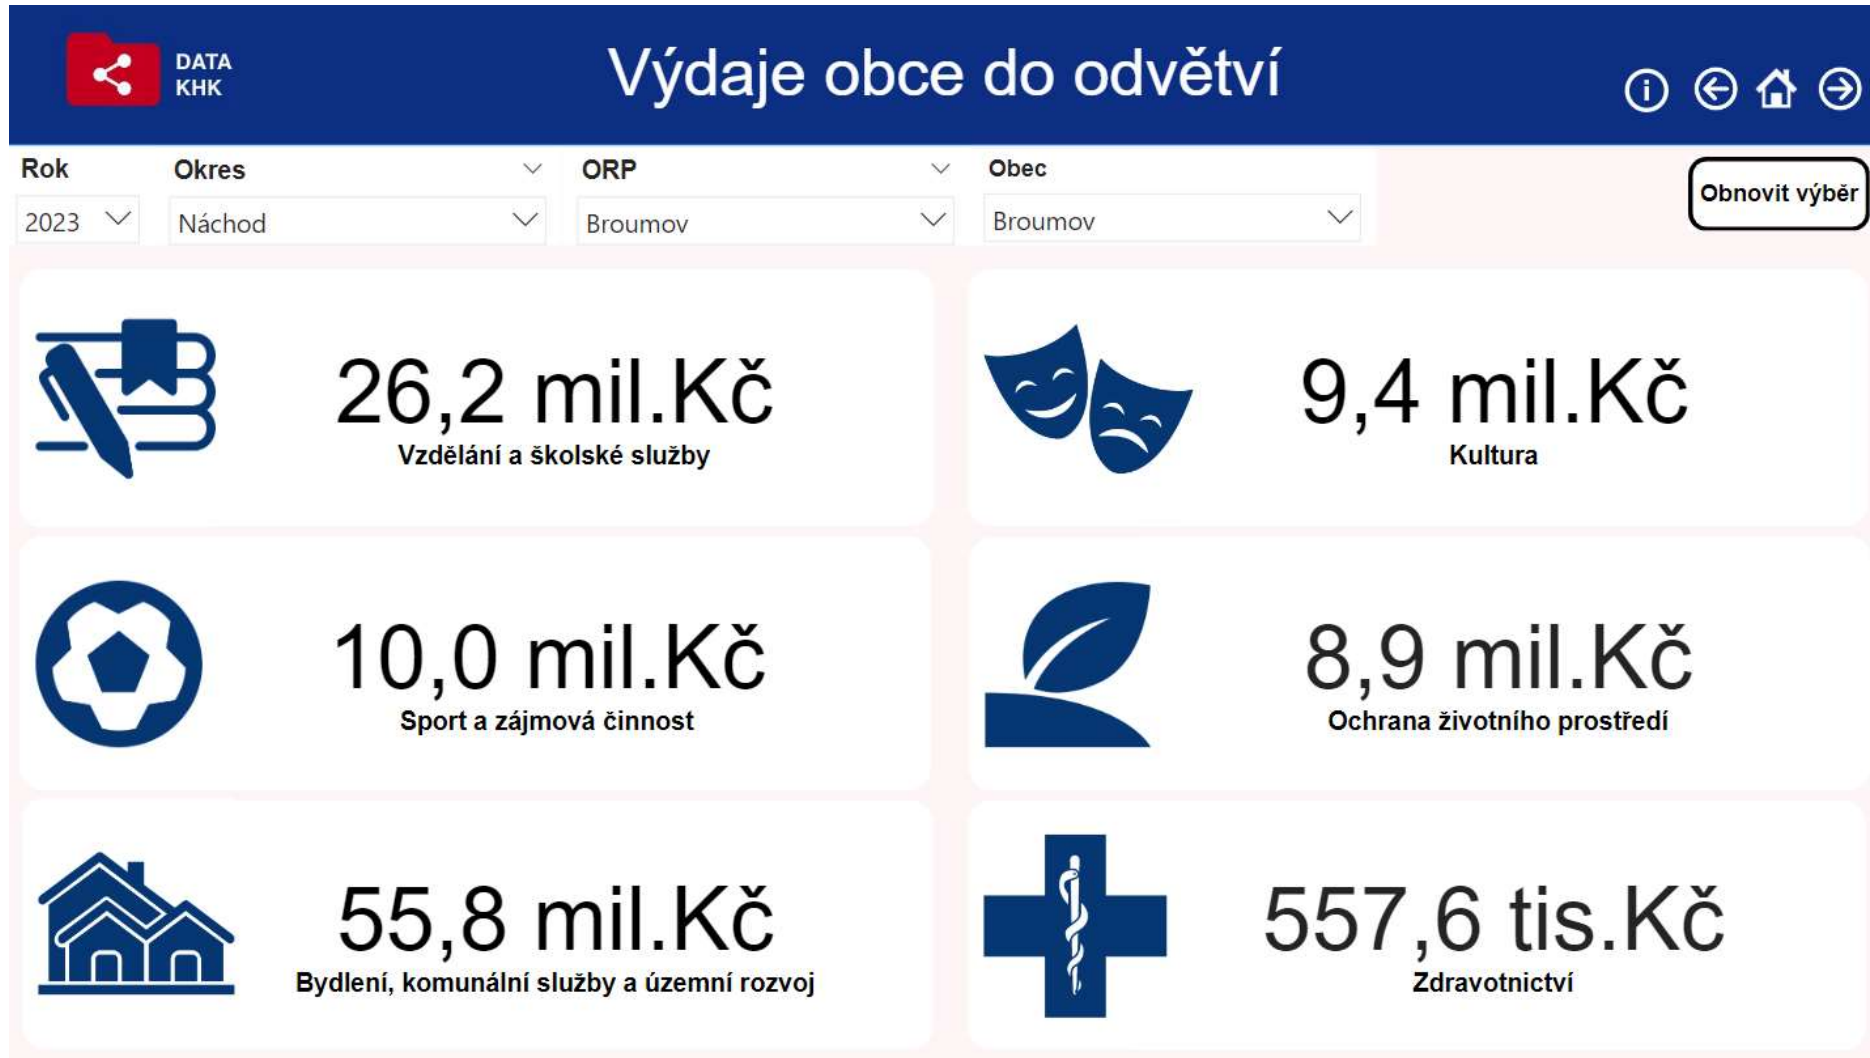 DATA
KHK
Výdaje obce do odvětví
Rok
Okres
ORP
Obec
Obnovit výběr
2023
Náchod
Broumov
Broumov
26,2 mil.Kč
Vzdělání a školské služby
9,4 mil.Kč
Kultura
10,0 mil.Kč
Sport a zájmová činnost
8,9 mil.Kč
Ochrana životního prostředí
55,8 mil.Kč
Bydlení, komunální služby a územní rozvoj
557,6 tis.Kč
Zdravotnictví